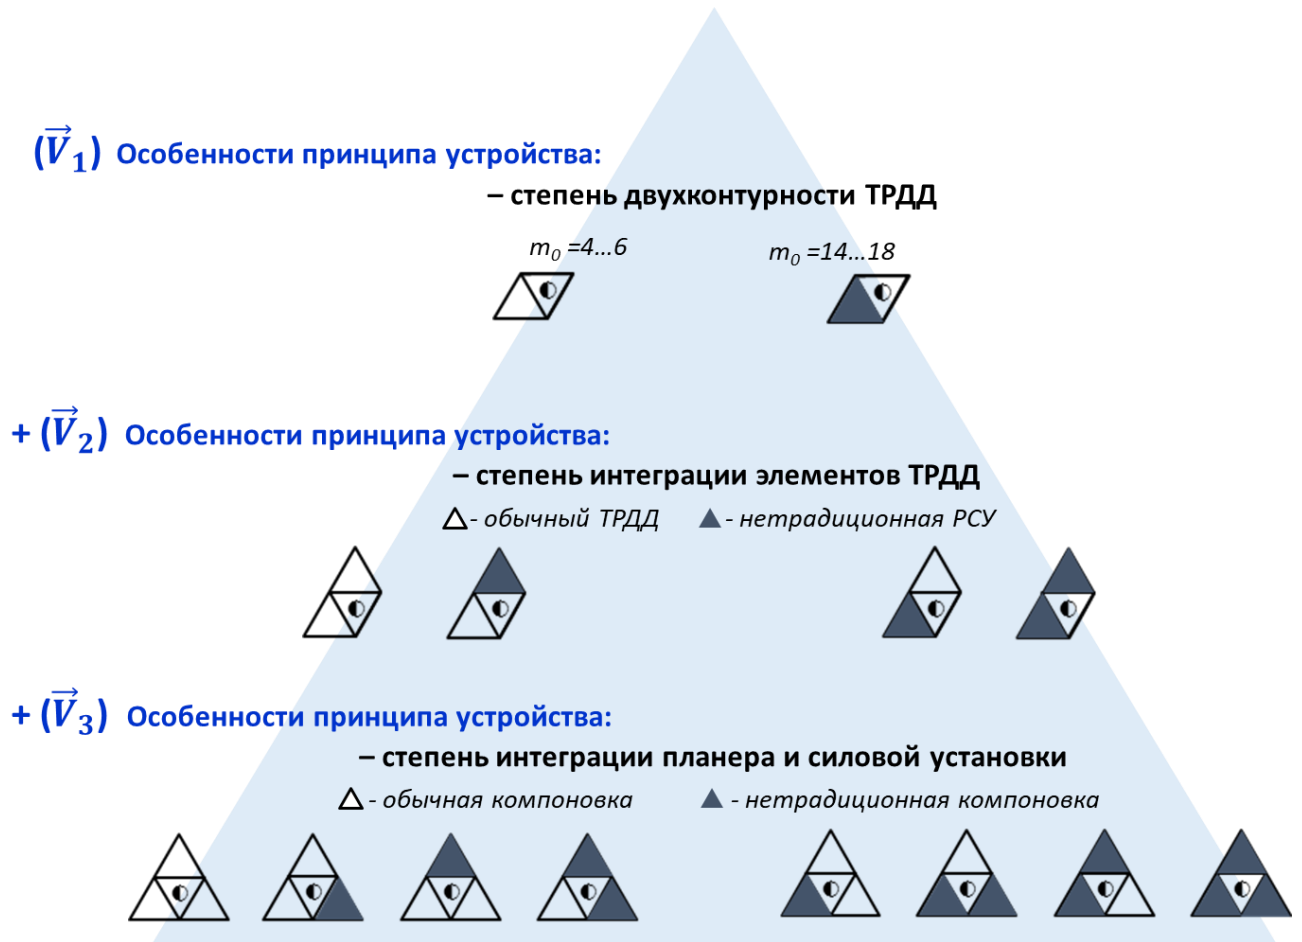 (V⃗₁) Особенности принципа устройства:
– степень двухконтурности ТРДД
m₀ =4...6
m₀ =14...18
+ (V⃗₂) Особенности принципа устройства:
– степень интеграции элементов ТРДД
- обычный ТРДД
- нетрадиционная РСУ
+ (V⃗₃) Особенности принципа устройства:
– степень интеграции планера и силовой установки
- обычная компоновка
- нетрадиционная компоновка